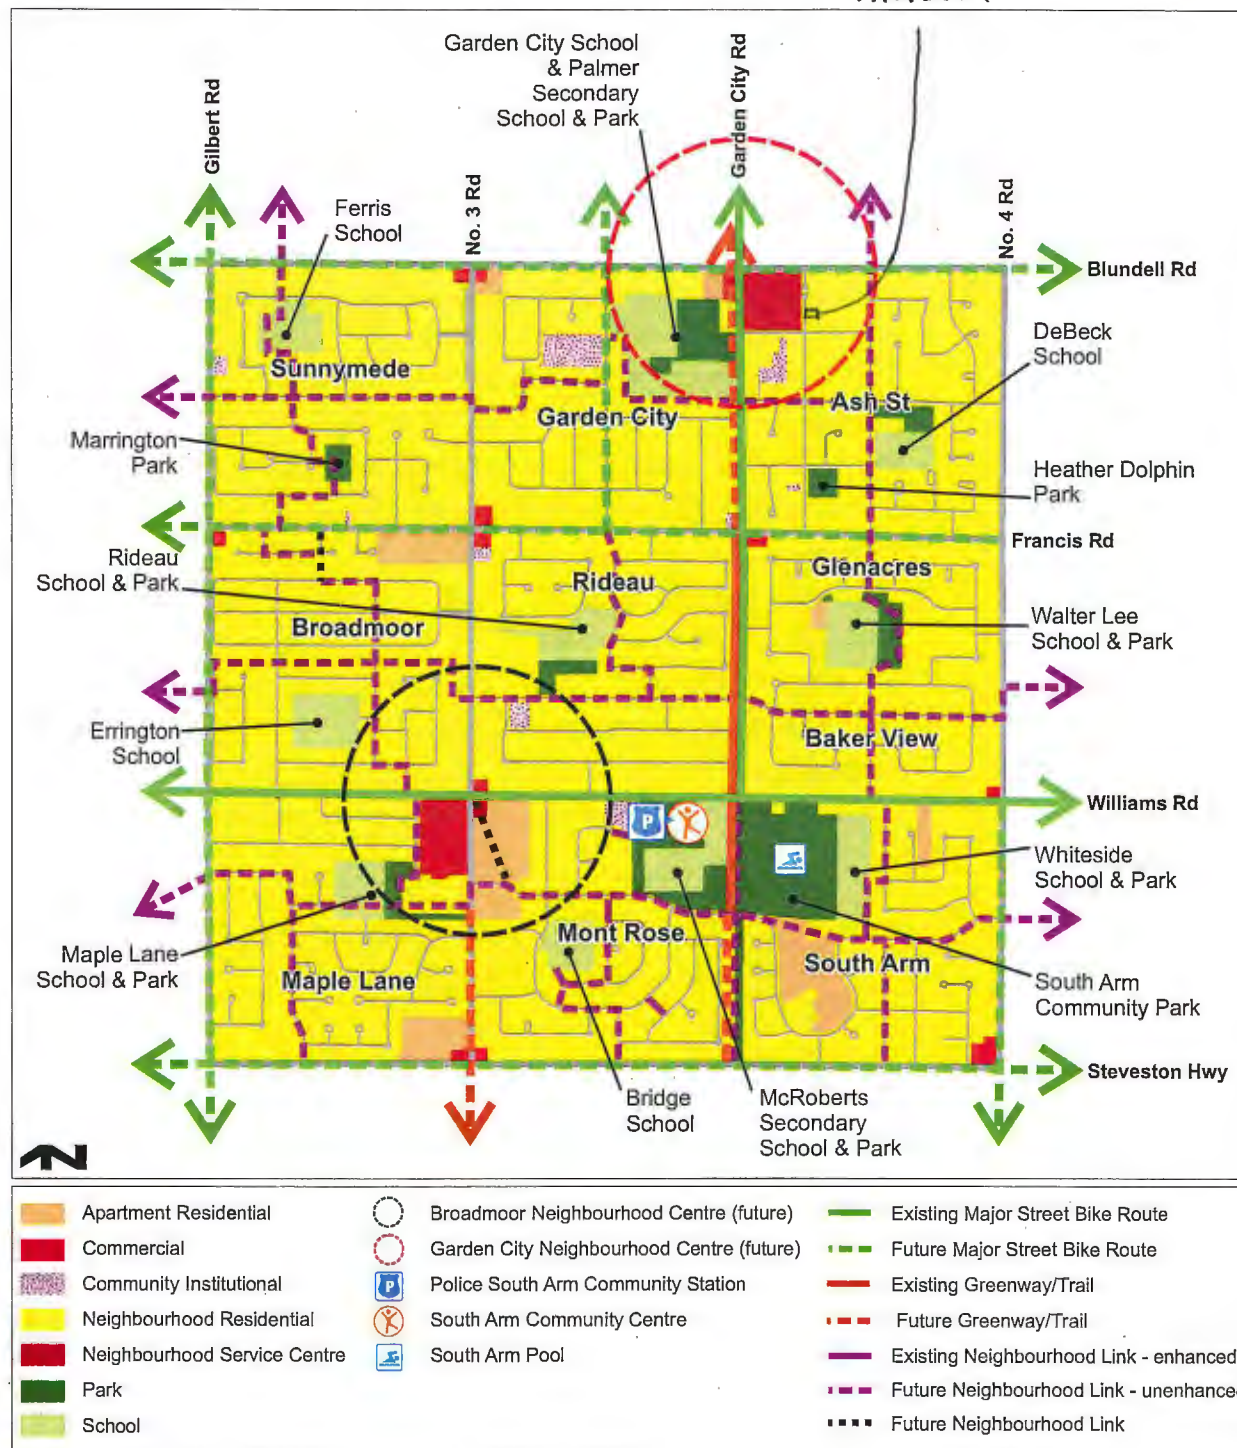 Garden City School
& Palmer
Secondary
School & Park
Garden City Rd
Gilbert Rd
No. 3 Rd
No. 4 Rd
Ferris
School
Blundell Rd
DeBeck
School
Sunnymede
Ash St
Garden City
Marrington
Park
Heather Dolphin
Park
Francis Rd
Rideau
School & Park
Rideau
Glenacres
Broadmoor
Walter Lee
School & Park
Errington
School
Baker View
Williams Rd
P
Whiteside
School & Park
Mont Rose
Maple Lane
School & Park
Maple Lane
South Arm
South Arm
Community Park
Steveston Hwy
Bridge
School
McRoberts
Secondary
School & Park
N
Apartment Residential
Commercial
Community Institutional
Neighbourhood Residential
Neighbourhood Service Centre
Park
School
Broadmoor Neighbourhood Centre (future)
Garden City Neighbourhood Centre (future)
P
Police South Arm Community Station
South Arm Community Centre
South Arm Pool
Existing Major Street Bike Route
Future Major Street Bike Route
Existing Greenway/Trail
Future Greenway/Trail
Existing Neighbourhood Link - enhanced
Future Neighbourhood Link - unenhance
Future Neighbourhood Link